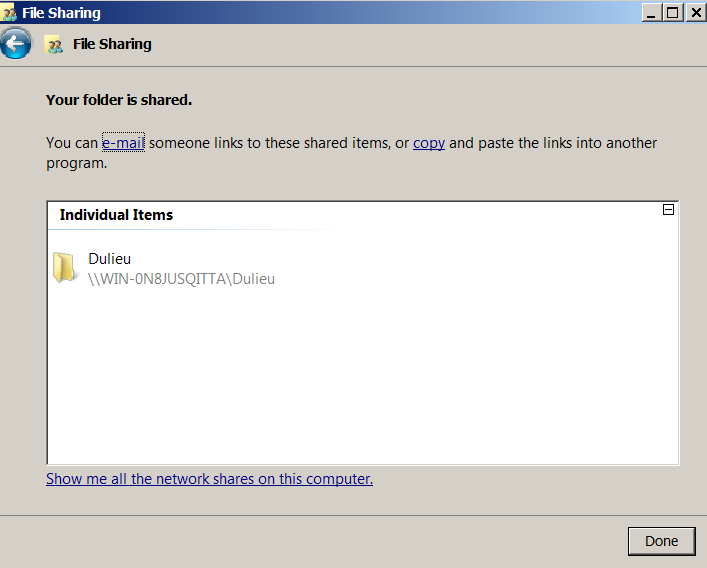 File Sharing
File Sharing
Your folder is shared.
You can e-mail someone links to these shared items, or copy and paste the links into another
program.
Individual Items
Dulieu
\\WIN-0N8JUSQITTA\Dulieu
Show me all the network shares on this computer.
Done